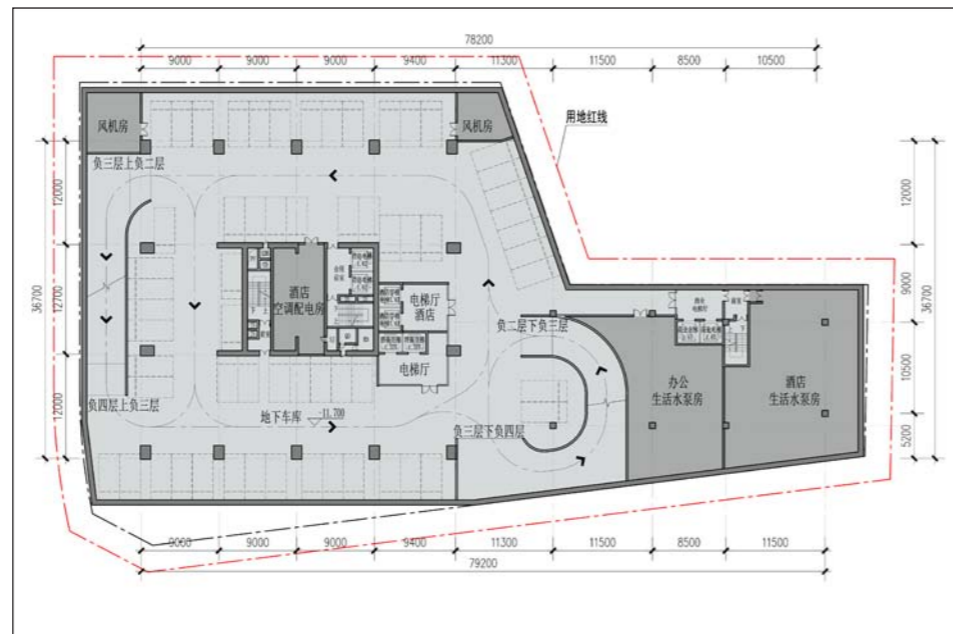 78200
9000 9000 9000 9400 11300 11500 8500 10500
用地红线
风机房 风机房
负三层上负二层
12000 12000
36700 12700 9000 36700
酒店
空调配电房
电梯厅
酒店
负二层下负三层
电梯厅
办公
生活水泵房
酒店
生活水泵房
10500
负四层上负三层
12000
地下车库 -11.700
负三层下负四层
5200
9000 9000 9000 9400 11300 11500 8500 11500
79200